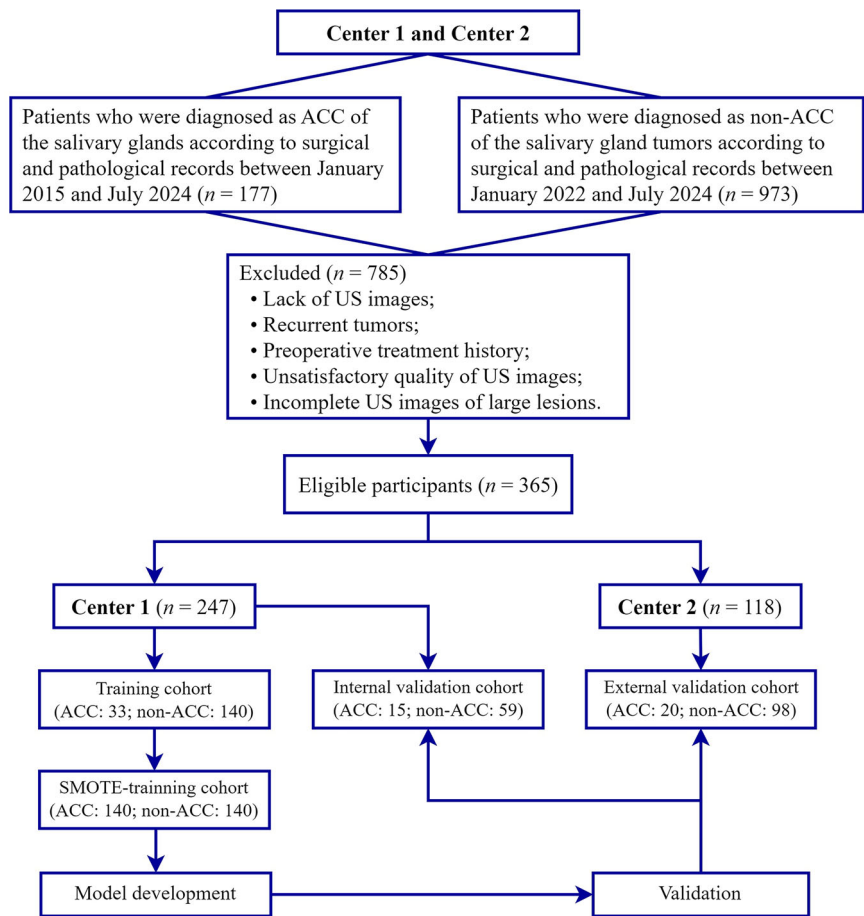 Center 1 and Center 2
Patients who were diagnosed as ACC of
the salivary glands according to surgical
and pathological records between January
2015 and July 2024 (n = 177)
Patients who were diagnosed as non-ACC
of the salivary gland tumors according to
surgical and pathological records between
January 2022 and July 2024 (n = 973)
Excluded (n = 785)
• Lack of US images;
• Recurrent tumors;
• Preoperative treatment history;
• Unsatisfactory quality of US images;
• Incomplete US images of large lesions.
Eligible participants (n = 365)
Center 1 (n = 247)
Center 2 (n = 118)
Training cohort
(ACC: 33; non-ACC: 140)
Internal validation cohort
(ACC: 15; non-ACC: 59)
External validation cohort
(ACC: 20; non-ACC: 98)
SMOTE-trainning cohort
(ACC: 140; non-ACC: 140)
Model development
Validation